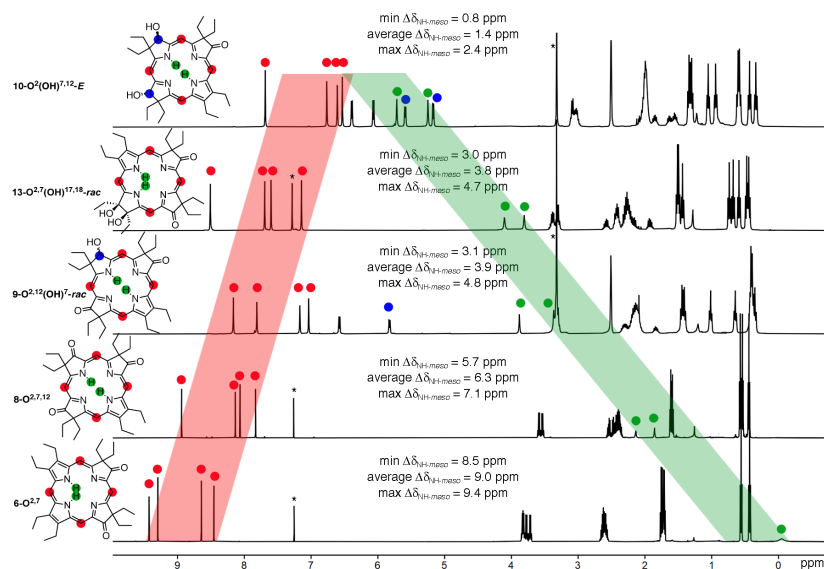 HO
O
N
H
N
N
H
N
HO
10-O²(OH)⁷,¹²-E
min ΔδNH-meso = 0.8 ppm
average ΔδNH-meso = 1.4 ppm
max ΔδNH-meso = 2.4 ppm
*
O
N
H
N
N
H
N
HO
HO
O
13-O²,⁷(OH)¹⁷,¹⁸-rac
min ΔδNH-meso = 3.0 ppm
average ΔδNH-meso = 3.8 ppm
max ΔδNH-meso = 4.7 ppm
*
*
HO
O
N
H
N
N
H
N
O
9-O²,¹²(OH)⁷-rac
min ΔδNH-meso = 3.1 ppm
average ΔδNH-meso = 3.9 ppm
max ΔδNH-meso = 4.8 ppm
O
O
N
H
N
N
H
N
O
8-O²,⁷,¹²
min ΔδNH-meso = 5.7 ppm
average ΔδNH-meso = 6.3 ppm
max ΔδNH-meso = 7.1 ppm
*
O
N
H
N
N
H
N
O
6-O²,⁷
min ΔδNH-meso = 8.5 ppm
average ΔδNH-meso = 9.0 ppm
max ΔδNH-meso = 9.4 ppm
*
9 8 7 6 5 4 3 2 1 0 ppm